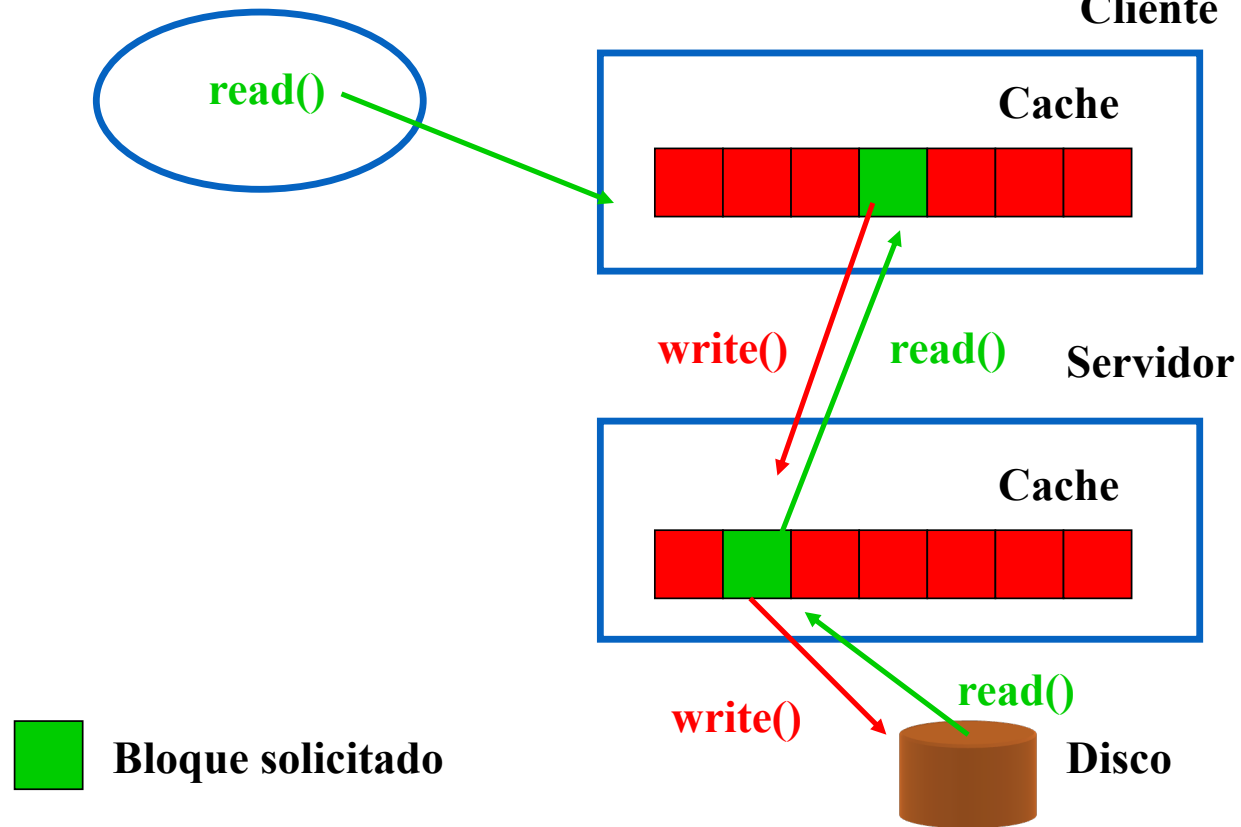 Cliente
read()
Cache
write()
read()
Servidor
Cache
read()
write()
Bloque solicitado
Disco